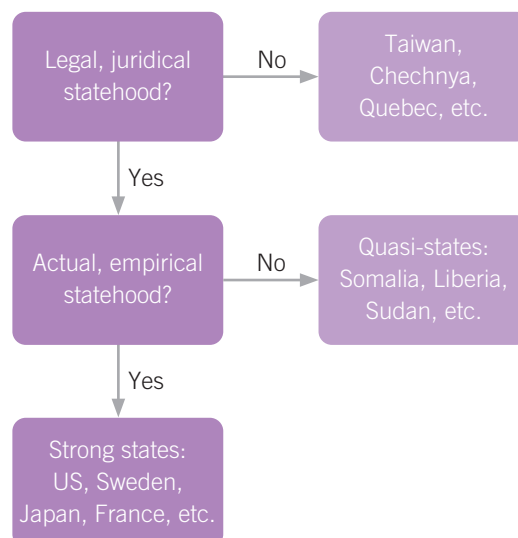 Legal, juridical
statehood?
No
Taiwan,
Chechnya,
Quebec, etc.
Yes
Actual, empirical
statehood?
No
Quasi-states:
Somalia, Liberia,
Sudan, etc.
Yes
Strong states:
US, Sweden,
Japan, France, etc.